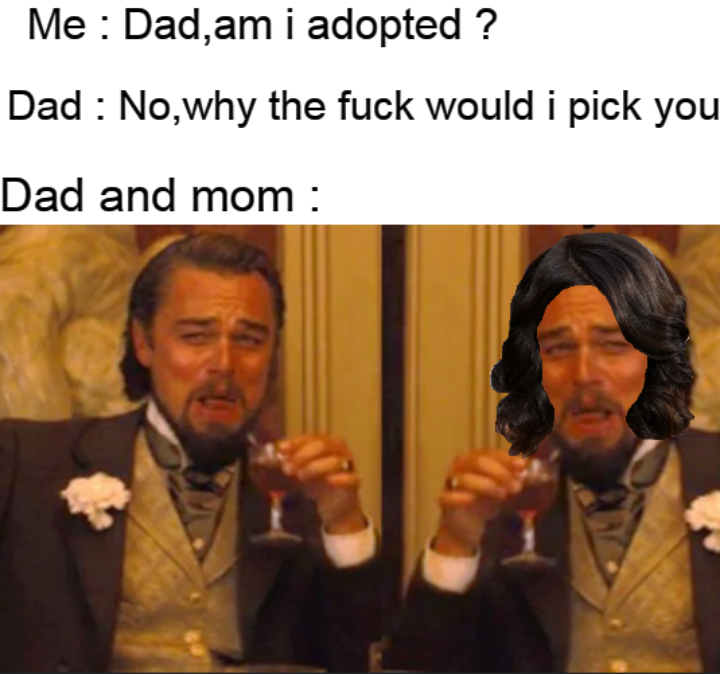 Me : Dad,am i adopted ?
Dad : No,why the fuck would i pick you
Dad and mom :